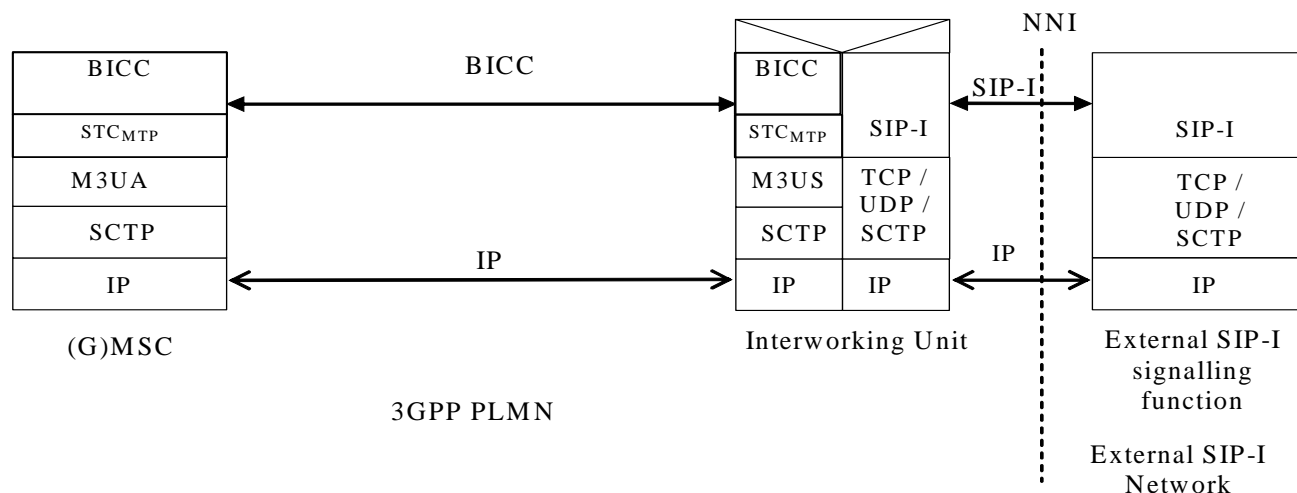 NNI
BICC
BICC
BICC
SIP-I
STCMTP
STCMTP
SIP-I
SIP-I
M3UA
M3US
TCP /
UDP /
SCTP
TCP /
UDP /
SCTP
SCTP
SCTP
IP
IP
IP
IP
IP
IP
(G)MSC
Interworking Unit
External SIP-I
signalling
function
3GPP PLMN
External SIP-I
Network